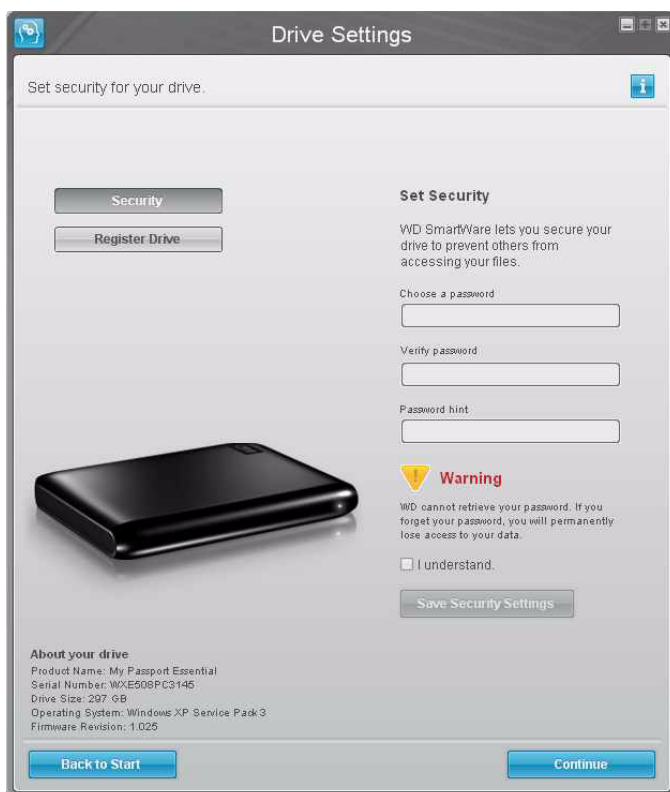 Drive Settings
Set security for your drive.
i
Security
Register Drive
Set Security
WD SmartWare lets you secure your
drive to prevent others from
accessing your files.
Choose a password
Verify password
Password hint
! Warning
WD cannot retrieve your password. If you
forget your password, you will permanently
lose access to your data.
I understand.
Save Security Settings
About your drive
Product Name: My Passport Essential
Serial Number: WXE508PC3145
Drive Size: 297 GB
Operating System: Windows XP Service Pack 3
Firmware Revision: 1.025
Back to Start
Continue